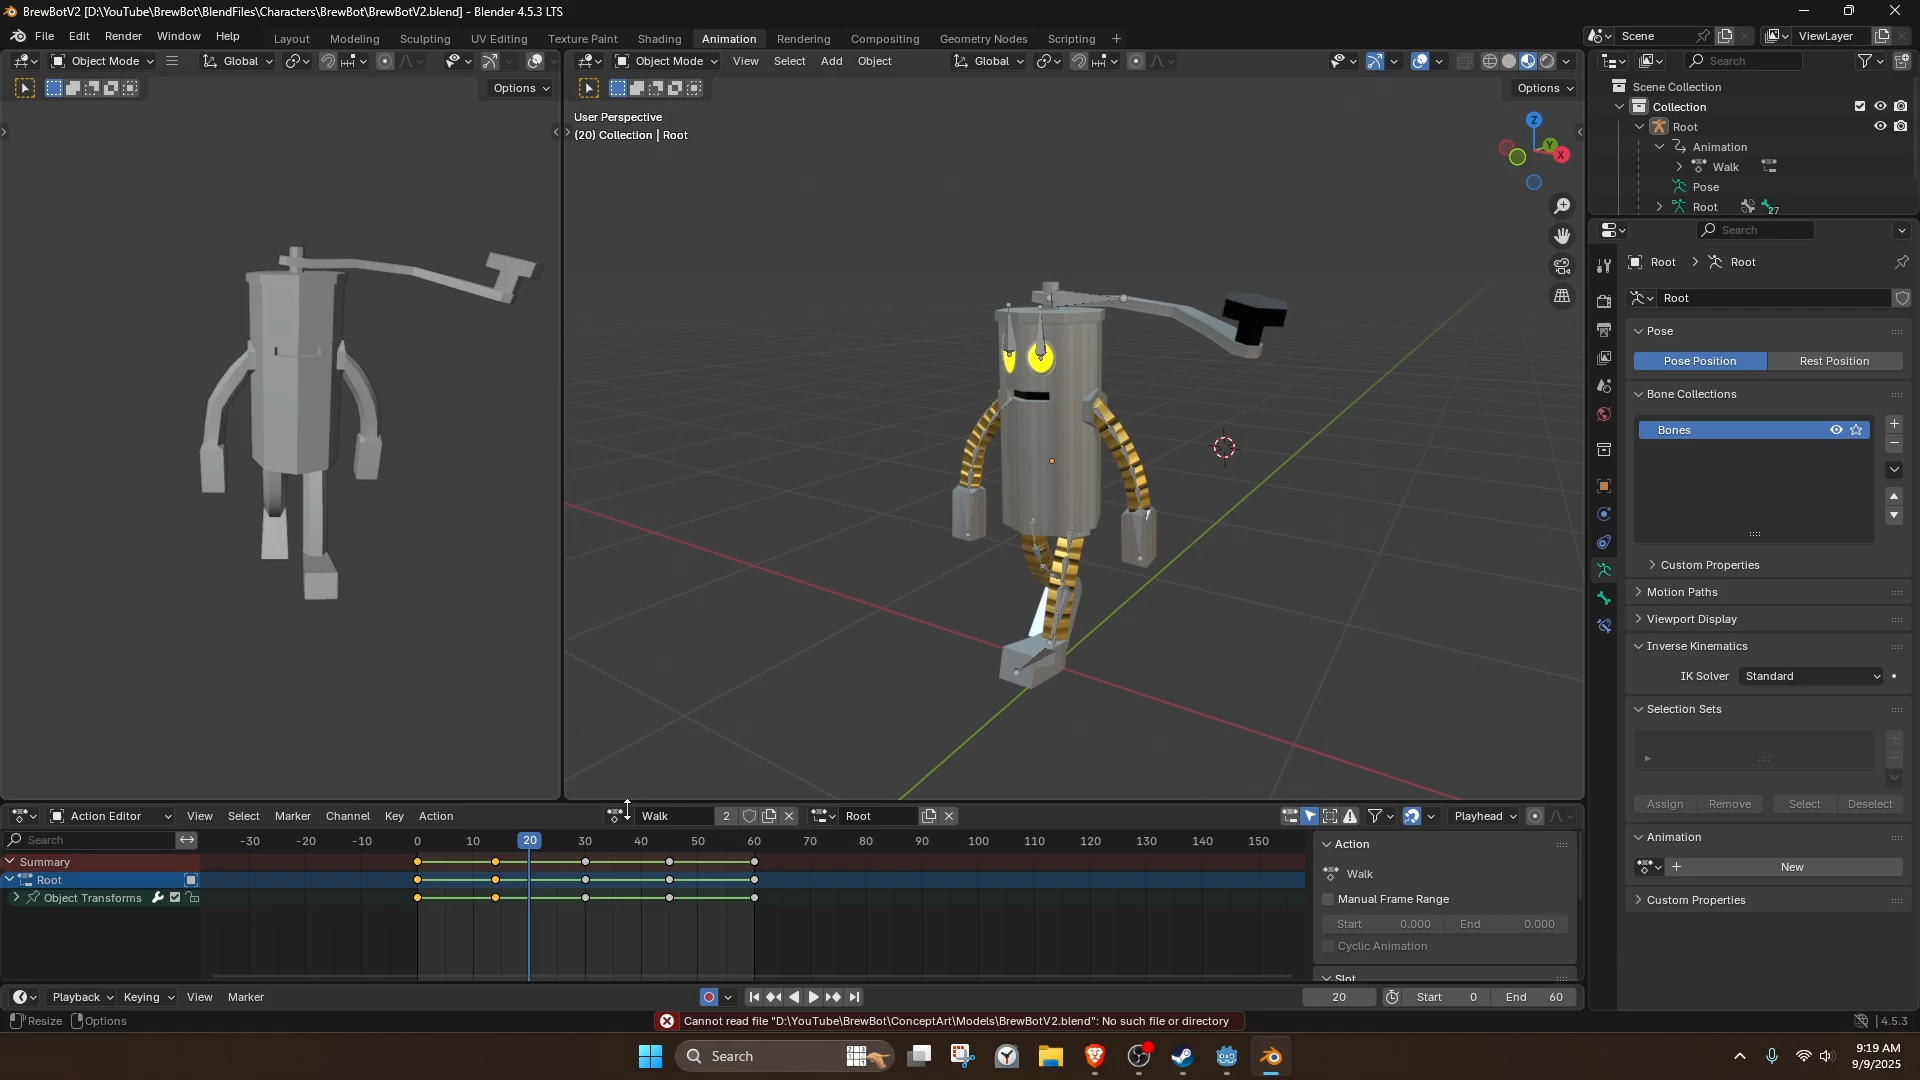 BrewBotV2 [D:\YouTube\BrewBot\BlendFiles\Characters\BrewBot\BrewBotV2.blend] - Blender 4.5.3 LTS
File Edit Render Window Help Layout Modeling Sculpting UV Editing Texture Paint Shading Animation Rendering Compositing Geometry Nodes Scripting + Scene ViewLayer
Object Mode Global Object Mode View Select Add Object Global Search
Options Options
Scene Collection
Collection
Root
Animation
Walk
Pose
Root 27
User Perspective
(20) Collection | Root
Z
Y
X
Search
Root > Root
Root
Pose
Pose Position Rest Position
Bone Collections
Bones
Custom Properties
Motion Paths
Viewport Display
Inverse Kinematics
IK Solver Standard
Selection Sets
Assign Remove Select Deselect
Animation
New
Custom Properties
Action Editor View Select Marker Channel Key Action Walk 2 Root Playhead
Search -30 -20 -10 0 10 20 30 40 50 60 70 80 90 100 110 120 130 140 150
Summary
Root
Object Transforms
Action
Walk
Manual Frame Range
Start 0.000 End 0.000
Cyclic Animation
Slot
Playback Keying View Marker 20 Start 0 End 60
Resize Options Cannot read file "D:\YouTube\BrewBot\ConceptArt\Models\BrewBotV2.blend": No such file or directory 4.5.3
Search
9:19 AM
9/9/2025